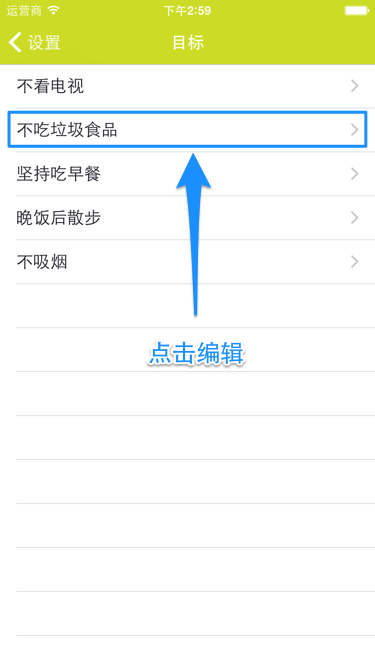 运营商 下午2:59
设置 目标
不看电视
不吃垃圾食品
坚持吃早餐
晚饭后散步
不吸烟
点击编辑